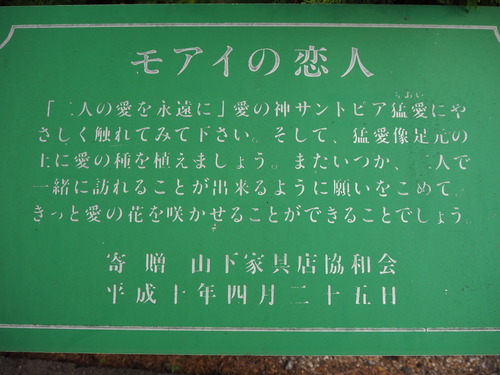 モアイの恋人
もあい
「二人の愛を永遠に」愛の神サントピア猛愛にや
さしく触れてみて下さい。そして、猛愛像足元の
土に愛の種を植えましょう。またいつか、二人で
一緒に訪れることが出来るように願いをこめて。
きっと愛の花を咲かせることができることでしょう。
寄贈 山下家具店協和会
平成十年四月二十五日